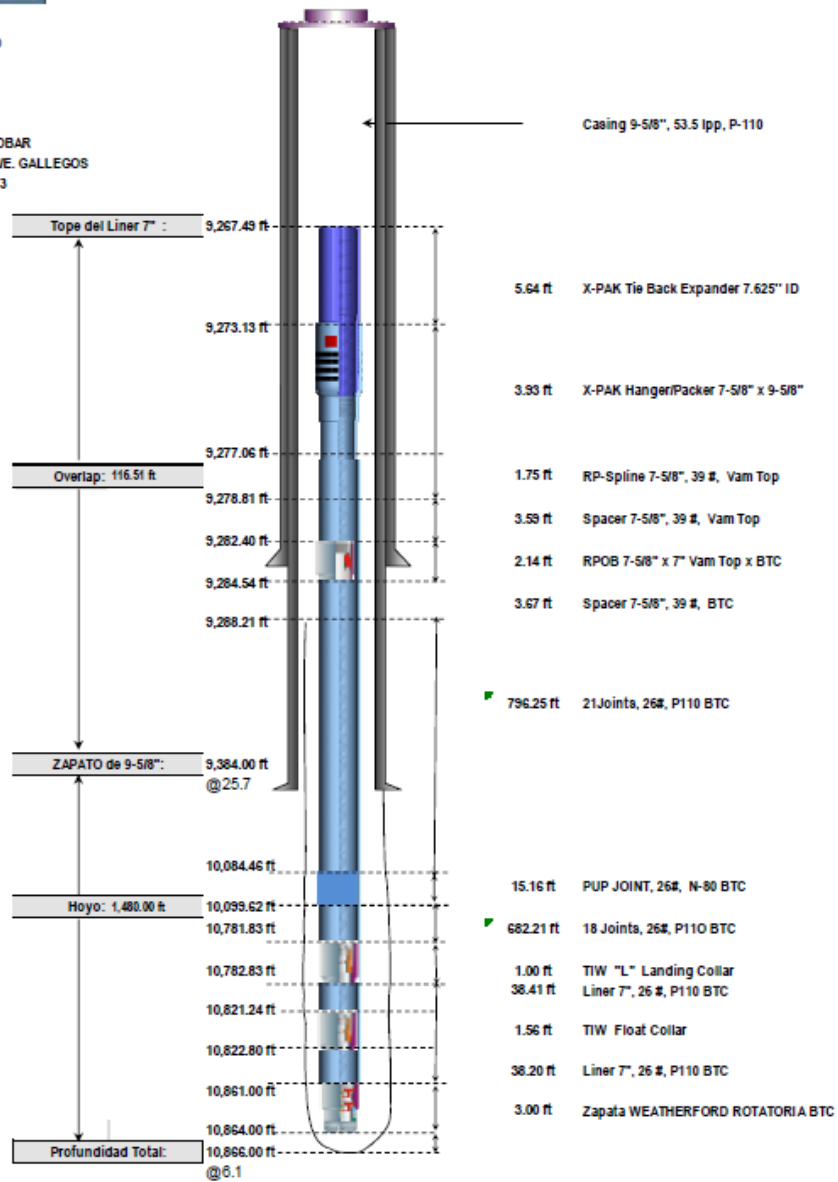 OBAR
/E. GALLEGOS
3
Casing 9-5/8", 53.5 lpp, P-110
Tope del Liner 7" :
9,267.49 ft
5.64 ft X-PAK Tie Back Expander 7.625" ID
9,273.13 ft
3.93 ft X-PAK Hanger/Packer 7-5/8" x 9-5/8"
9,277.06 ft
Overlap: 116.51 ft
1.75 ft RP-Spline 7-5/8", 39 #, Vam Top
9,278.81 ft
3.59 ft Spacer 7-5/8", 39 #, Vam Top
9,282.40 ft
2.14 ft RPOB 7-5/8" x 7" Vam Top x BTC
9,284.54 ft
3.67 ft Spacer 7-5/8", 39 #, BTC
9,288.21 ft
796.25 ft 21Joints, 26#, P110 BTC
ZAPATO de 9-5/8":
9,384.00 ft
@25.7
10,084.46 ft
15.16 ft PUP JOINT, 26#, N-80 BTC
Hoyo: 1,480.00 ft
10,099.62 ft
10,781.83 ft
682.21 ft 18 Joints, 26#, P11O BTC
10,782.83 ft
1.00 ft TIW "L" Landing Collar
38.41 ft Liner 7", 26 #, P110 BTC
10,821.24 ft
1.56 ft TIW Float Collar
10,822.80 ft
38.20 ft Liner 7", 26 #, P110 BTC
10,861.00 ft
3.00 ft Zapata WEATHERFORD ROTATORIA BTC
10,864.00 ft
Profundidad Total:
10,866.00 ft
@6.1